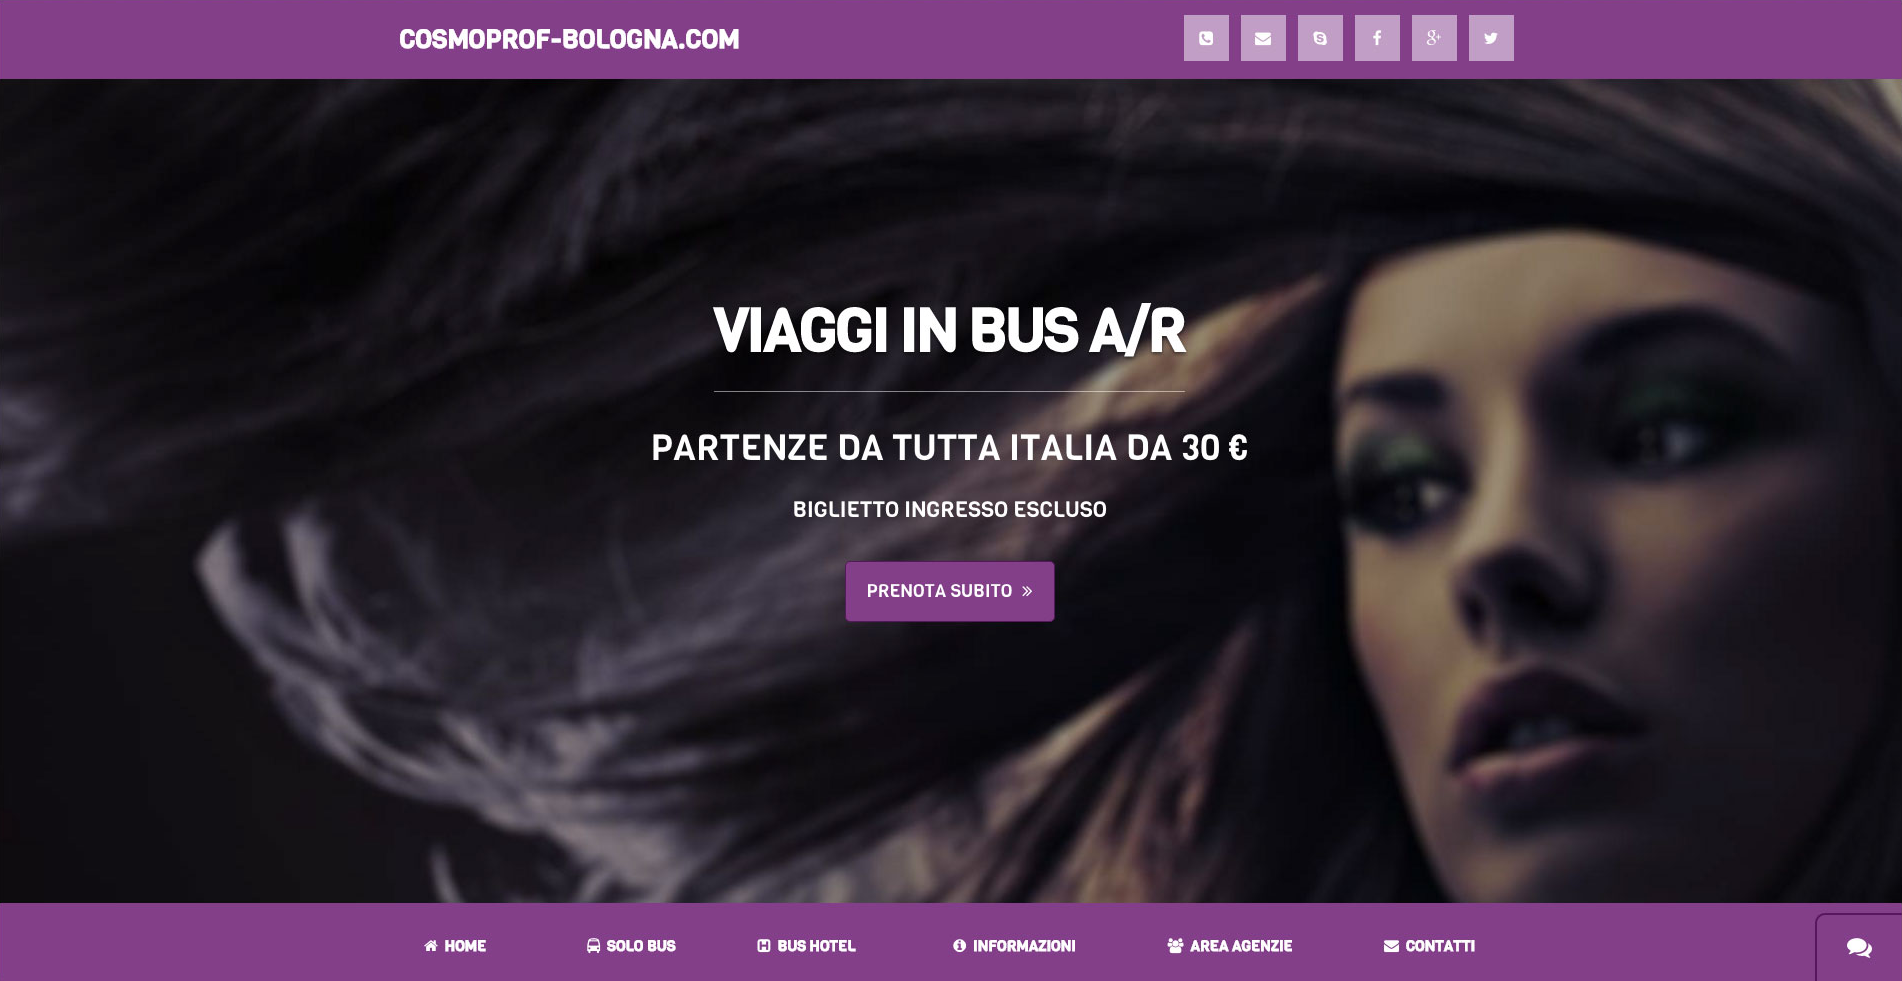 COSMOPROF-BOLOGNA.COM
VIAGGI IN BUS A/R
PARTENZE DA TUTTA ITALIA DA 30 €
BIGLIETTO INGRESSO ESCLUSO
PRENOTA SUBITO »
HOME
SOLO BUS
BUS HOTEL
INFORMAZIONI
AREA AGENZIE
CONTATTI